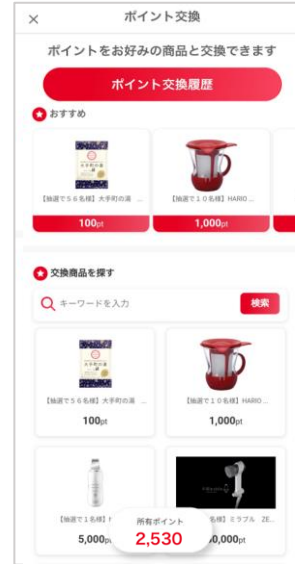 ×
ポイント交換
ポイントをお好みの商品と交換できます
ポイント交換履歴
おすすめ
【抽選で５６名様】大手町の湯 ...
【抽選で１０名様】HARIO ...
100pt
1,000pt
交換商品を探す
キーワードを入力
検索
【抽選で５６名様】大手町の湯 ...
【抽選で１０名様】HARIO ...
100pt
1,000pt
【抽選で１名様】
名様】ミラブル ZE...
所有ポイント
5,000p
2,530
0,000pt